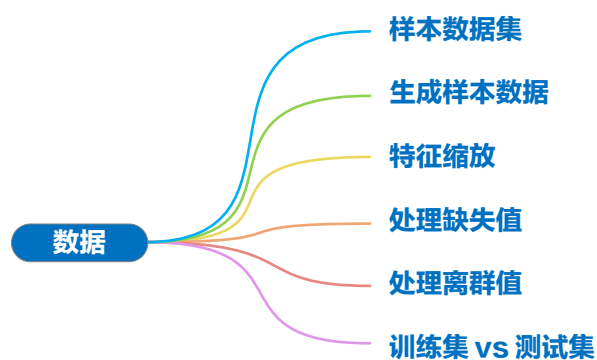 样本数据集
生成样本数据
特征缩放
处理缺失值
数据
处理离群值
训练集 vs 测试集